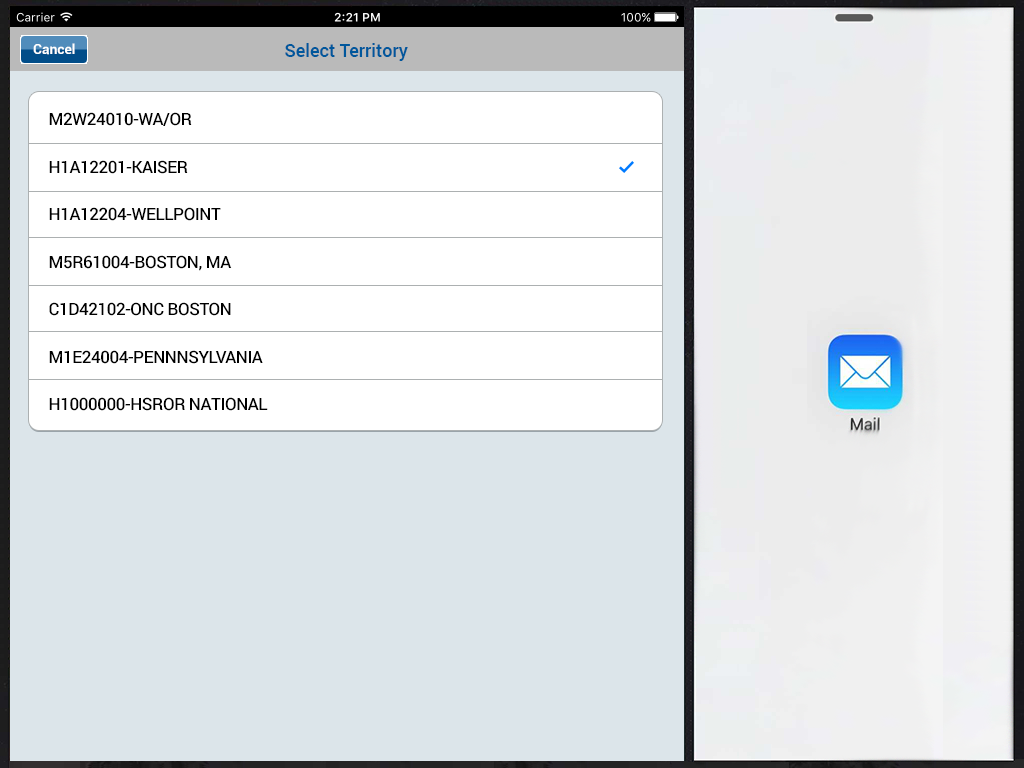 Carrier 2:21 PM 100%
Cancel Select Territory
M2W24010-WA/OR
H1A12201-KAISER
H1A12204-WELLPOINT
M5R61004-BOSTON, MA
C1D42102-ONC BOSTON
M1E24004-PENNNSYLVANIA
H1000000-HSROR NATIONAL
Mail